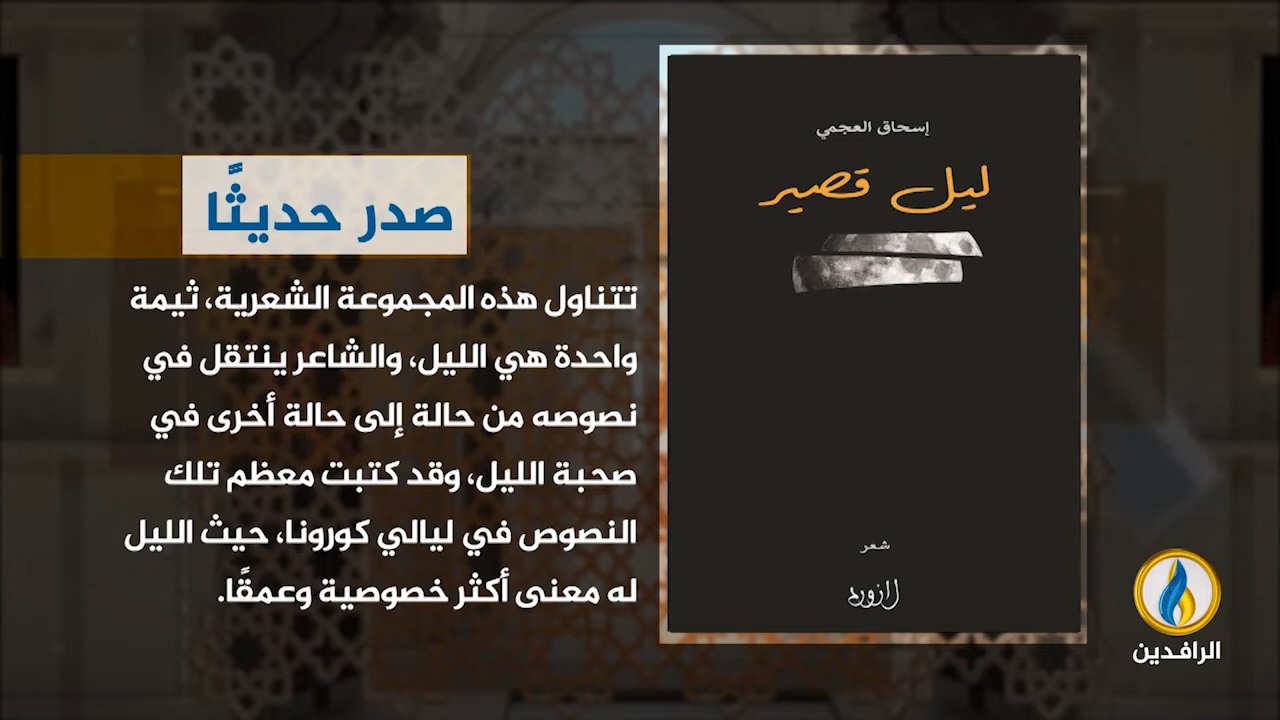 صدر حديثًا
تتناول هذه المجموعة الشعرية، ثيمة
واحدة هي الليل، والشاعر ينتقل في
نصوصه من حالة إلى حالة أخرى في
صحبة الليل، وقد كتبت معظم تلك
النصوص في ليالي كورونا، حيث الليل
له معنى أكثر خصوصية وعمقًا.
إسحاق العجمي
ليل قصير
شعر
لازورد
الرافدين